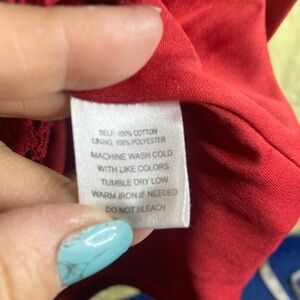 SELF: 100% COTTON
LINING: 100% POLYESTER
MACHINE WASH COLD
WITH LIKE COLORS
TUMBLE DRY LOW
WARM IRON IF NEEDED
DO NOT BLEACH